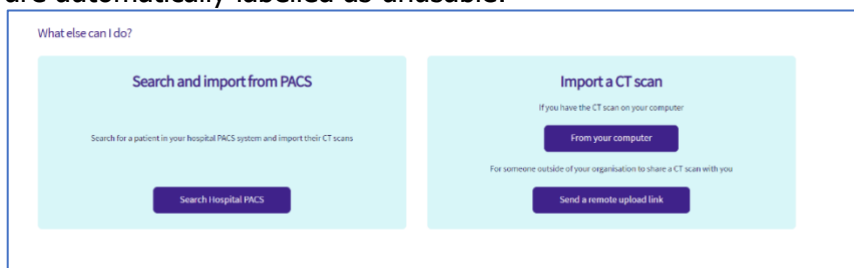 are automatically labelled as unusable.
What else can I do?
Search and import from PACS
Search for a patient in your hospital PACS system and import their CT scans
Search Hospital PACS
Import a CT scan
If you have the CT scan on your computer
From your computer
For someone outside of your organisation to share a CT scan with you
Send a remote upload link